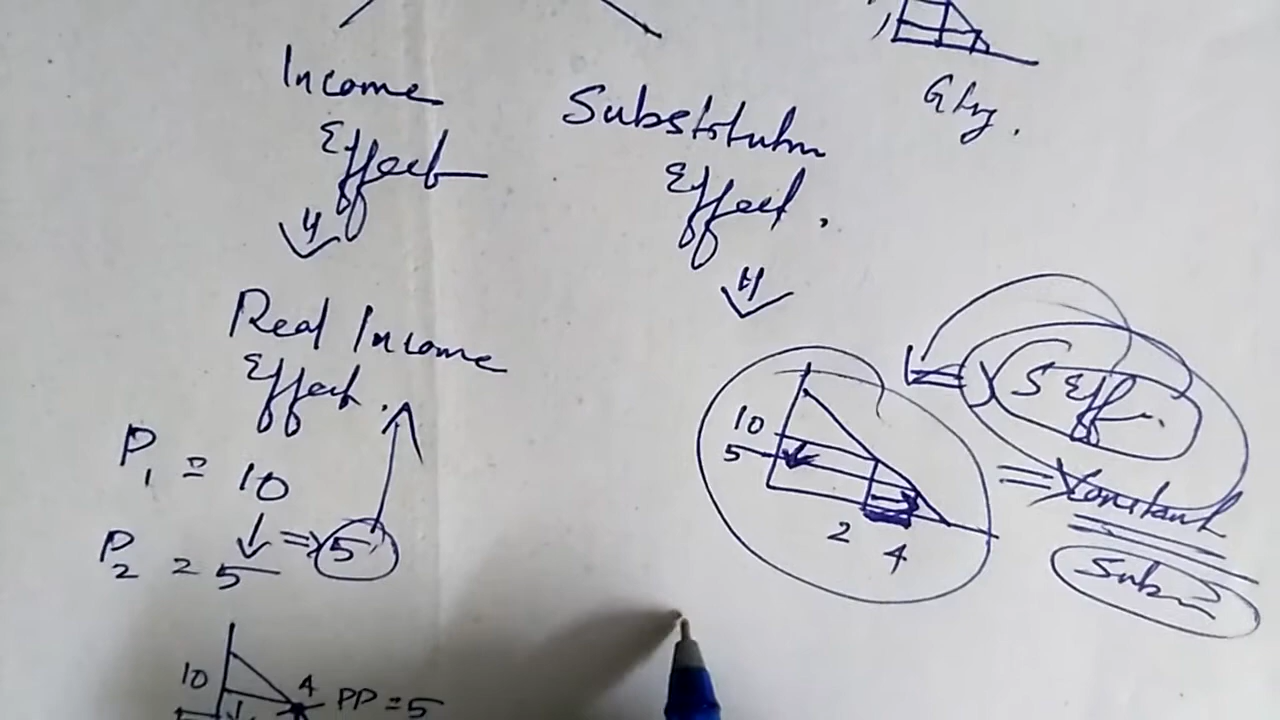 Income
Effect
Substitution
Effect.
Real Income
Effect.
P1 = 10
P2 = 5 => 5
10
5
2
4
S Eff.
=> Constant
10
4
PP = 5